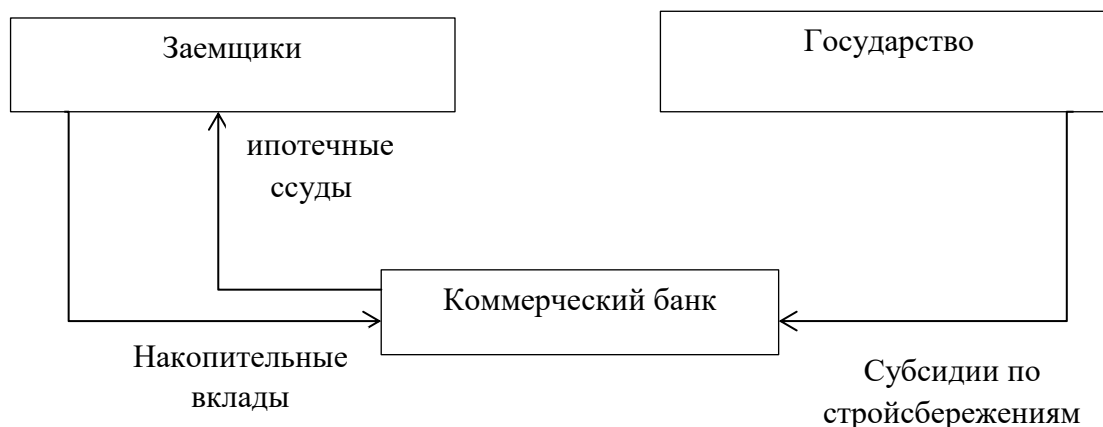 Заемщики
Государство
ипотечные
ссуды
Коммерческий банк
Накопительные
вклады
Субсидии по
стройсбережениям